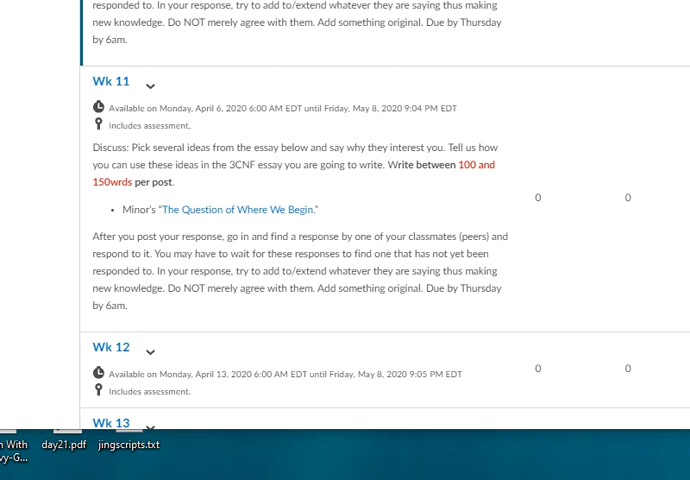 responded to. In your response, try to add to/extend whatever they are saying thus making
new knowledge. Do NOT merely agree with them. Add something original. Due by Thursday
by 6am.
Wk 11
Available on Monday, April 6, 2020 6:00 AM EDT until Friday, May 8, 2020 9:04 PM EDT
Includes assessment.
Discuss: Pick several ideas from the essay below and say why they interest you. Tell us how
you can use these ideas in the 3CNF essay you are going to write. Write between 100 and
150wrds per post.
0 0
• Minor's "The Question of Where We Begin."
After you post your response, go in and find a response by one of your classmates (peers) and
respond to it. You may have to wait for these responses to find one that has not yet been
responded to. In your response, try to add to/extend whatever they are saying thus making
new knowledge. Do NOT merely agree with them. Add something original. Due by Thursday
by 6am.
Wk 12
0 0
Available on Monday, April 13, 2020 6:00 AM EDT until Friday, May 8, 2020 9:05 PM EDT
Includes assessment.
Wk 13
With day21.pdf jingscripts.txt
vy-G...